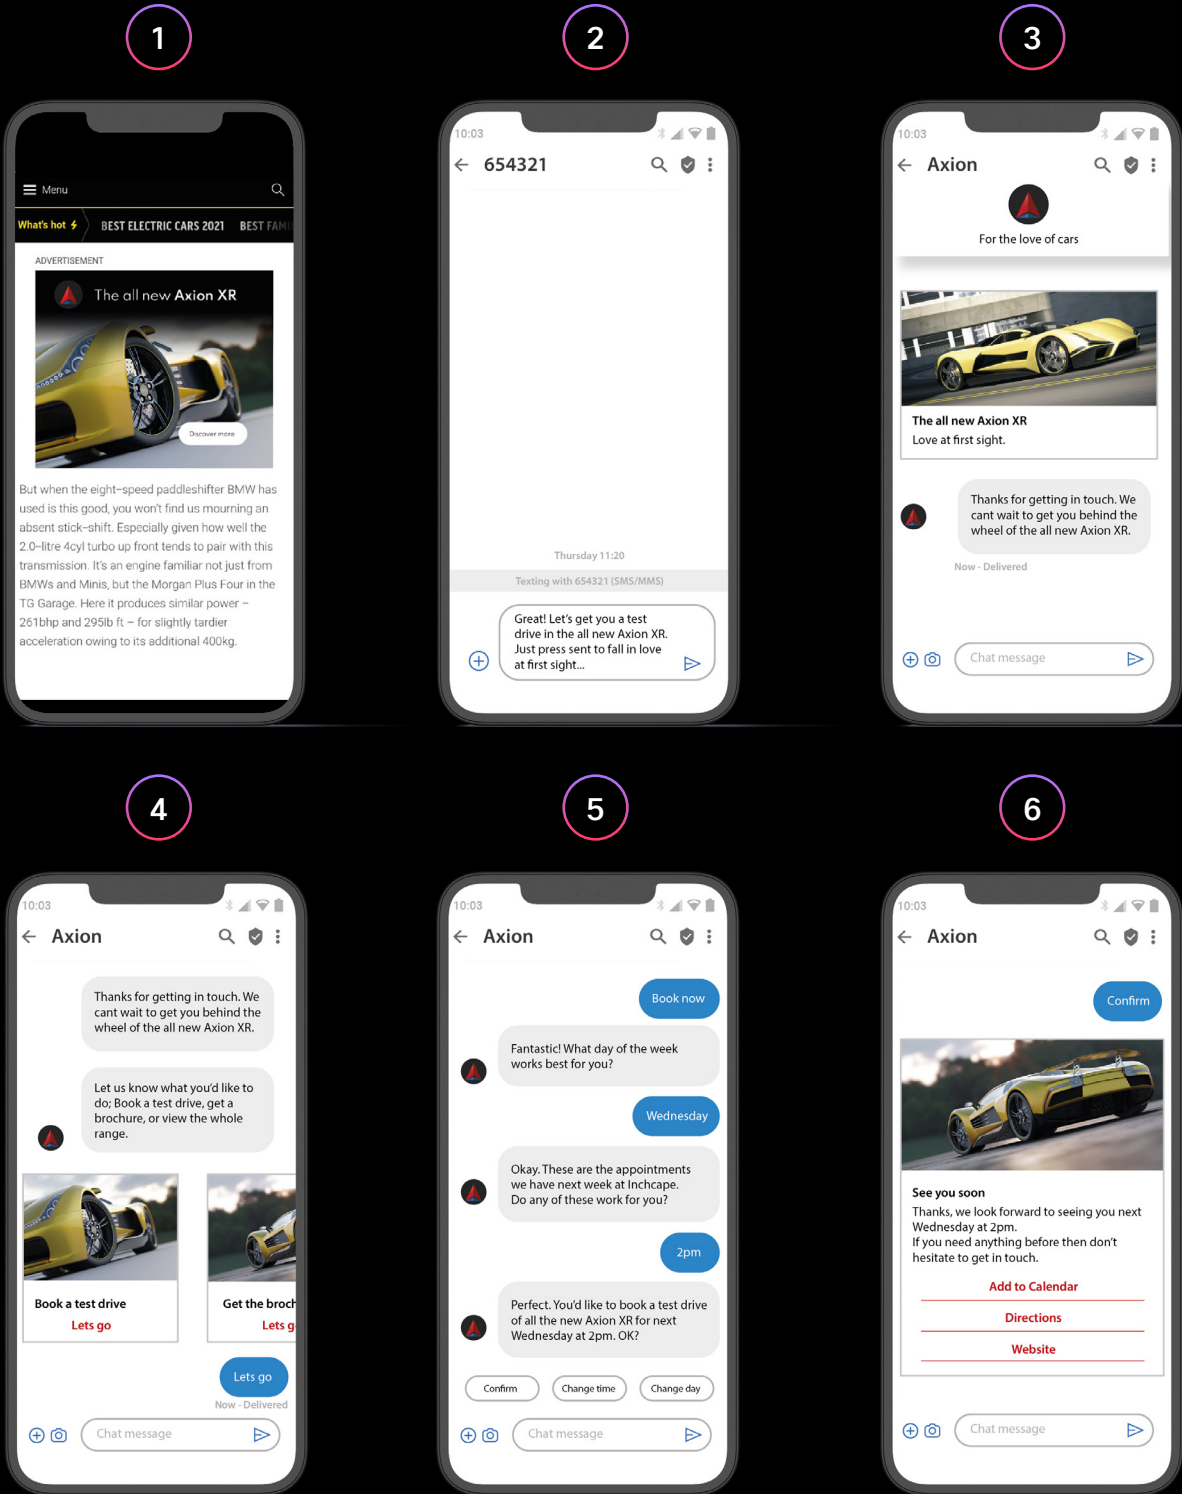 1
Menu
What's hot
BEST ELECTRIC CARS 2021
BEST FAMI
ADVERTISEMENT
The all new Axion XR
Discover more
But when the eight-speed paddleshifter BMW has
used is this good, you won't find us mourning an
absent stick-shift. Especially given how well the
2.0-litre 4cyl turbo up front tends to pair with this
transmission. It's an engine familiar not just from
BMWs and Minis, but the Morgan Plus Four in the
TG Garage. Here it produces similar power –
261bhp and 295lb ft – for slightly tardier
acceleration owing to its additional 400kg.
2
10:03
654321
Thursday 11:20
Texting with 654321 (SMS/MMS)
Great! Let's get you a test
drive in the all new Axion XR.
Just press sent to fall in love
at first sight...
3
10:03
Axion
For the love of cars
The all new Axion XR
Love at first sight.
Thanks for getting in touch. We
cant wait to get you behind the
wheel of the all new Axion XR.
Now - Delivered
Chat message
4
10:03
Axion
Thanks for getting in touch. We
cant wait to get you behind the
wheel of the all new Axion XR.
Let us know what you'd like to
do; Book a test drive, get a
brochure, or view the whole
range.
Book a test drive
Lets go
Get the broch
Lets g
Lets go
Now - Delivered
Chat message
5
10:03
Axion
Book now
Fantastic! What day of the week
works best for you?
Wednesday
Okay. These are the appointments
we have next week at Inchcape.
Do any of these work for you?
2pm
Perfect. You'd like to book a test drive
of all the new Axion XR for next
Wednesday at 2pm. OK?
Confirm
Change time
Change day
Chat message
6
10:03
Axion
Confirm
See you soon
Thanks, we look forward to seeing you next
Wednesday at 2pm.
If you need anything before then don't
hesitate to get in touch.
Add to Calendar
Directions
Website
Chat message